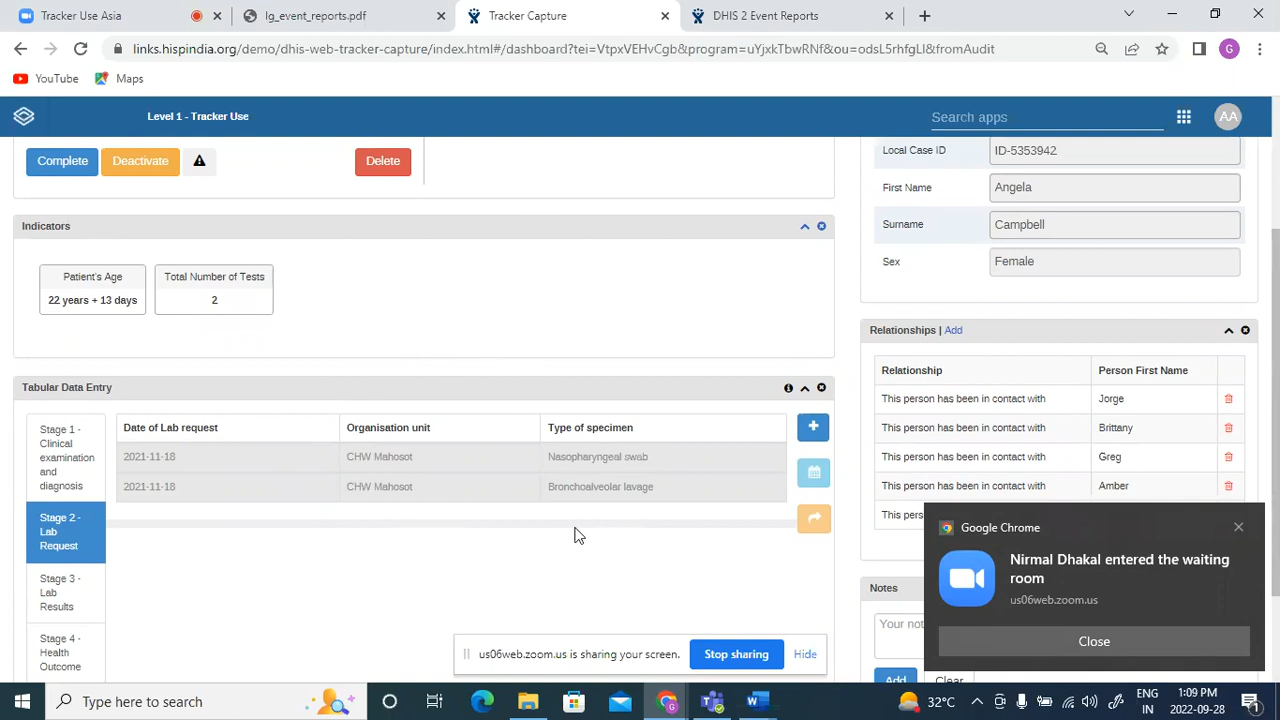 Tracker Use Asia
lg_event_reports.pdf
Tracker Capture
DHIS 2 Event Reports
links.hispindia.org/demo/dhis-web-tracker-capture/index.html#/dashboard?tei=VtpxVEHvCgb&program=uYjxkTbwRNf&ou=odsL5rhfgLl&fromAudit
G
YouTube
Maps
Level 1 - Tracker Use
Search apps
AA
Complete
Deactivate
Delete
Local Case ID
ID-5353942
First Name
Angela
Surname
Campbell
Sex
Female
Indicators
Patient's Age
22 years + 13 days
Total Number of Tests
2
Relationships | Add
Relationship
Person First Name
This person has been in contact with
Jorge
This person has been in contact with
Brittany
This person has been in contact with
Greg
This person has been in contact with
Amber
This pers
Tabular Data Entry
Stage 1 -
Clinical
examination
and
diagnosis
Stage 2 -
Lab
Request
Stage 3 -
Lab
Results
Stage 4 -
Health
Outcome
Date of Lab request
Organisation unit
Type of specimen
2021-11-18
CHW Mahosot
Nasopharyngeal swab
2021-11-18
CHW Mahosot
Bronchoalveolar lavage
Notes
Your not
Add
Clear
Google Chrome
Nirmal Dhakal entered the waiting
room
us06web.zoom.us
Close
us06web.zoom.us is sharing your screen.
Stop sharing
Hide
Type here to search
32°C
ENG
IN
1:09 PM
2022-09-28
1